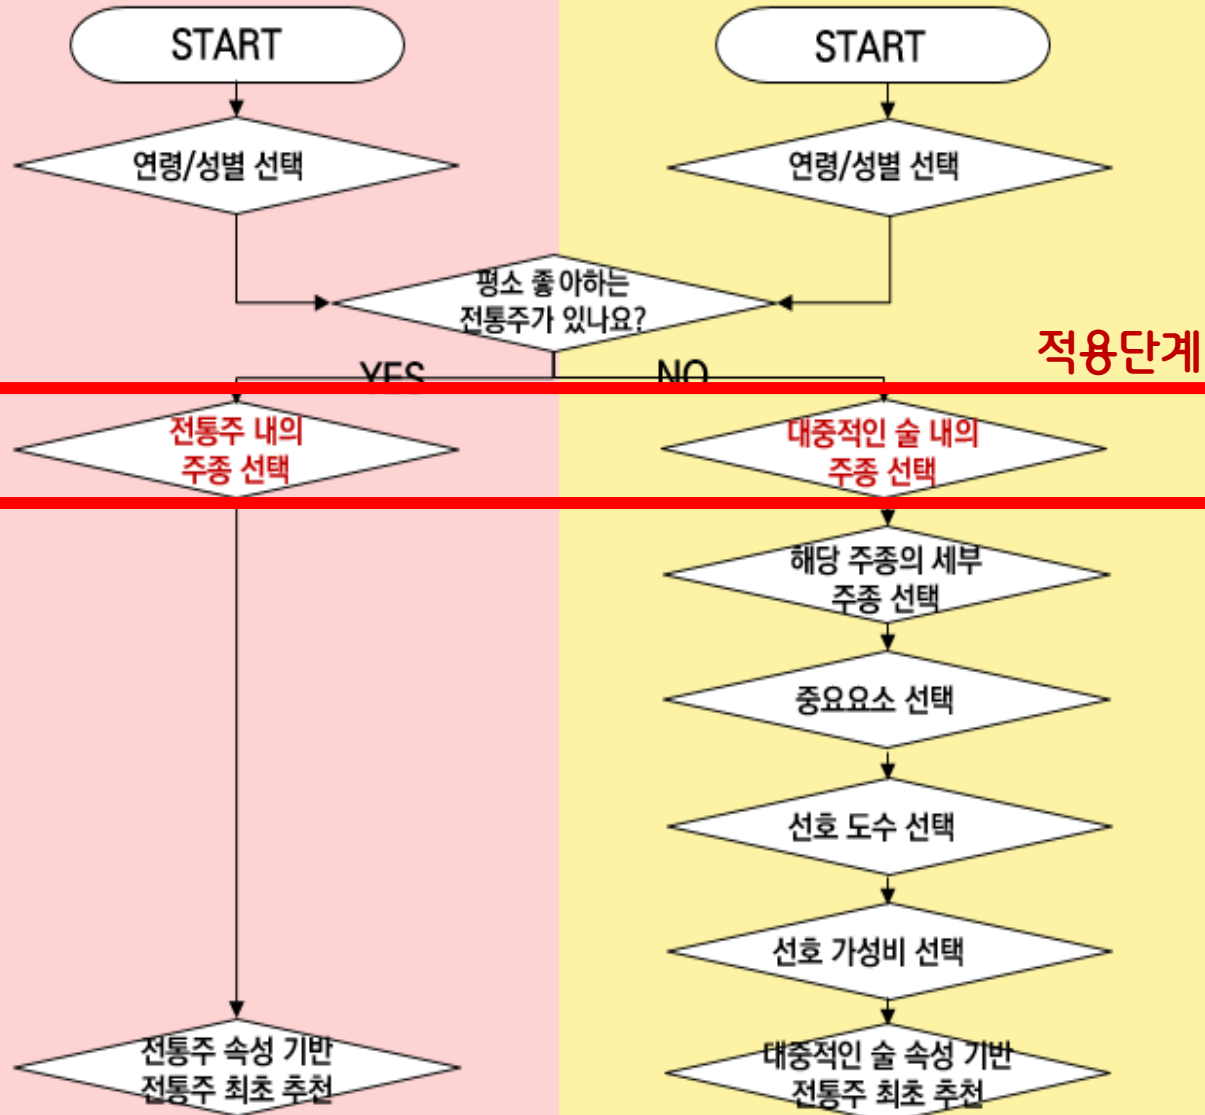 START
START
연령/성별 선택
연령/성별 선택
평소 좋아하는
전통주가 있나요?
적용단계
YES
NO
전통주 내의
주종 선택
대중적인 술 내의
주종 선택
해당 주종의 세부
주종 선택
중요요소 선택
선호 도수 선택
선호 가성비 선택
전통주 속성 기반
전통주 최초 추천
대중적인 술 속성 기반
전통주 최초 추천